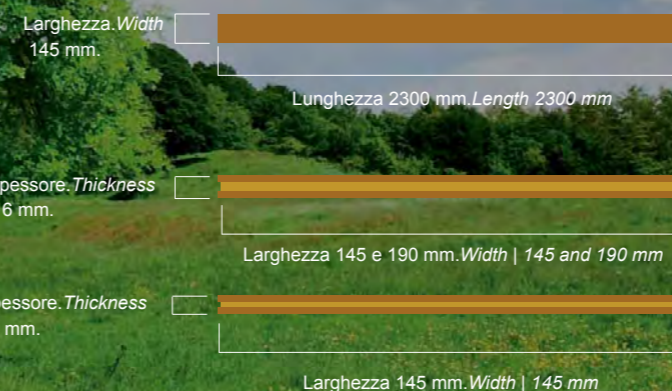 Larghezza.Width
145 mm.
Lunghezza 2300 mm.Length 2300 mm
pessore.Thickness
6 mm.
Larghezza 145 e 190 mm.Width | 145 and 190 mm
essore.Thickness
mm.
Larghezza 145 mm.Width | 145 mm